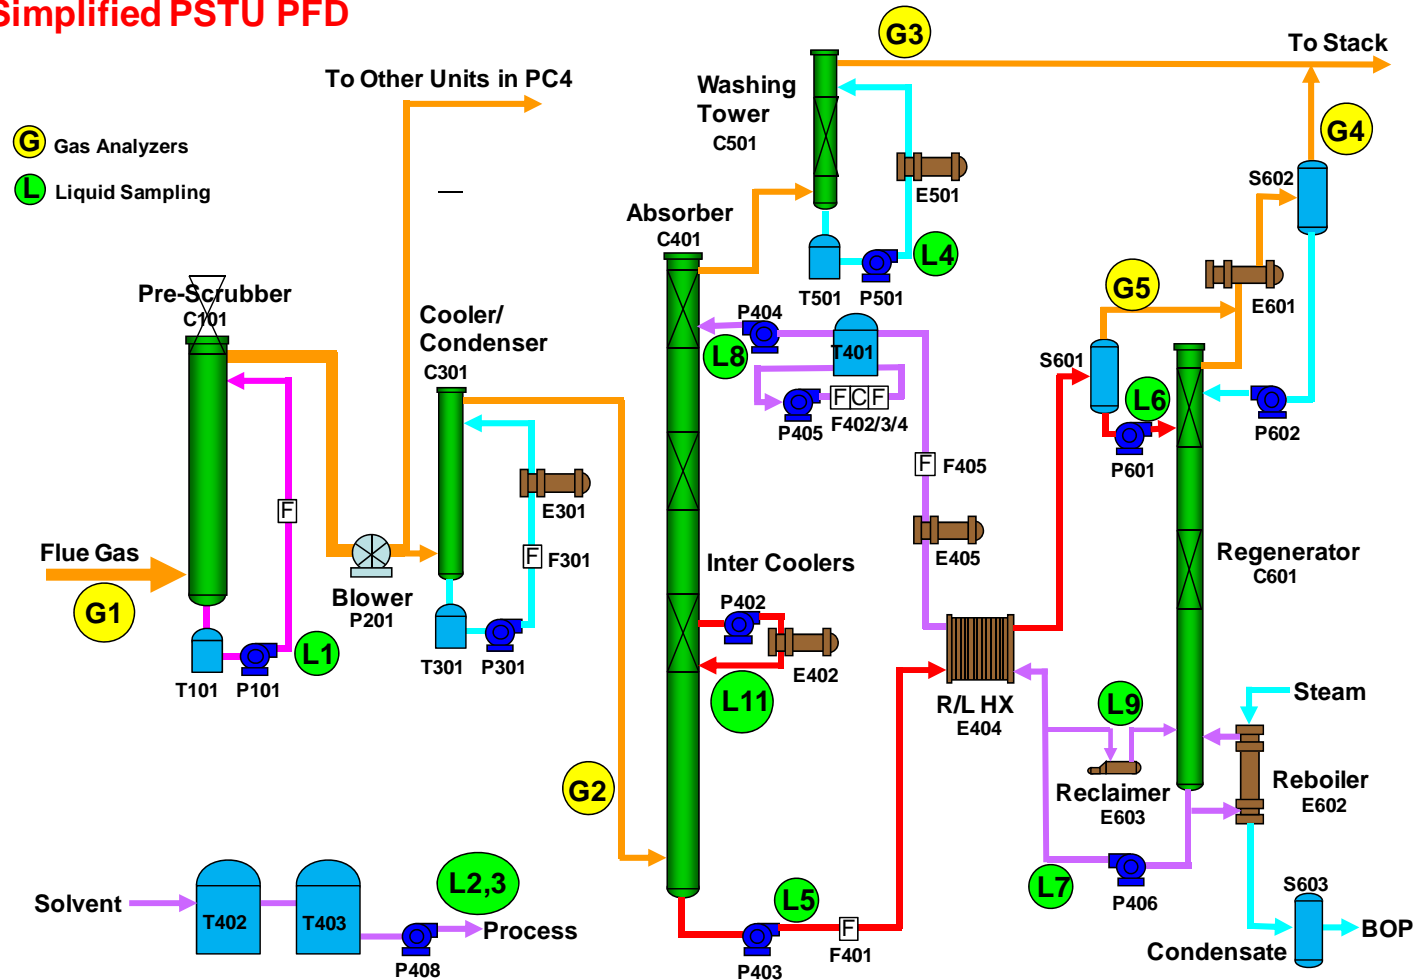 Simplified PSTU PFD
G3
To Stack
To Other Units in PC4
Washing
Tower
C501
G4
G Gas Analyzers
L Liquid Sampling
S602
E501
Absorber
C401
L4
T501
P501
G5
E601
Pre-Scrubber
C101
Cooler/
Condenser
C301
P404
L8
T401
S601
L6
P602
P405
F C F
F402/3/4
P601
F
F405
E301
F
F
F301
E405
Regenerator
C601
Flue Gas
G1
Blower
P201
Inter Coolers
P402
E402
L1
T101
P101
T301
P301
L11
R/L HX
E404
L9
Steam
G2
Reclaimer
E603
Reboiler
E602
L2,3
L7
P406
S603
Solvent
T402
T403
Process
P408
L5
F
F401
P403
BOP
Condensate